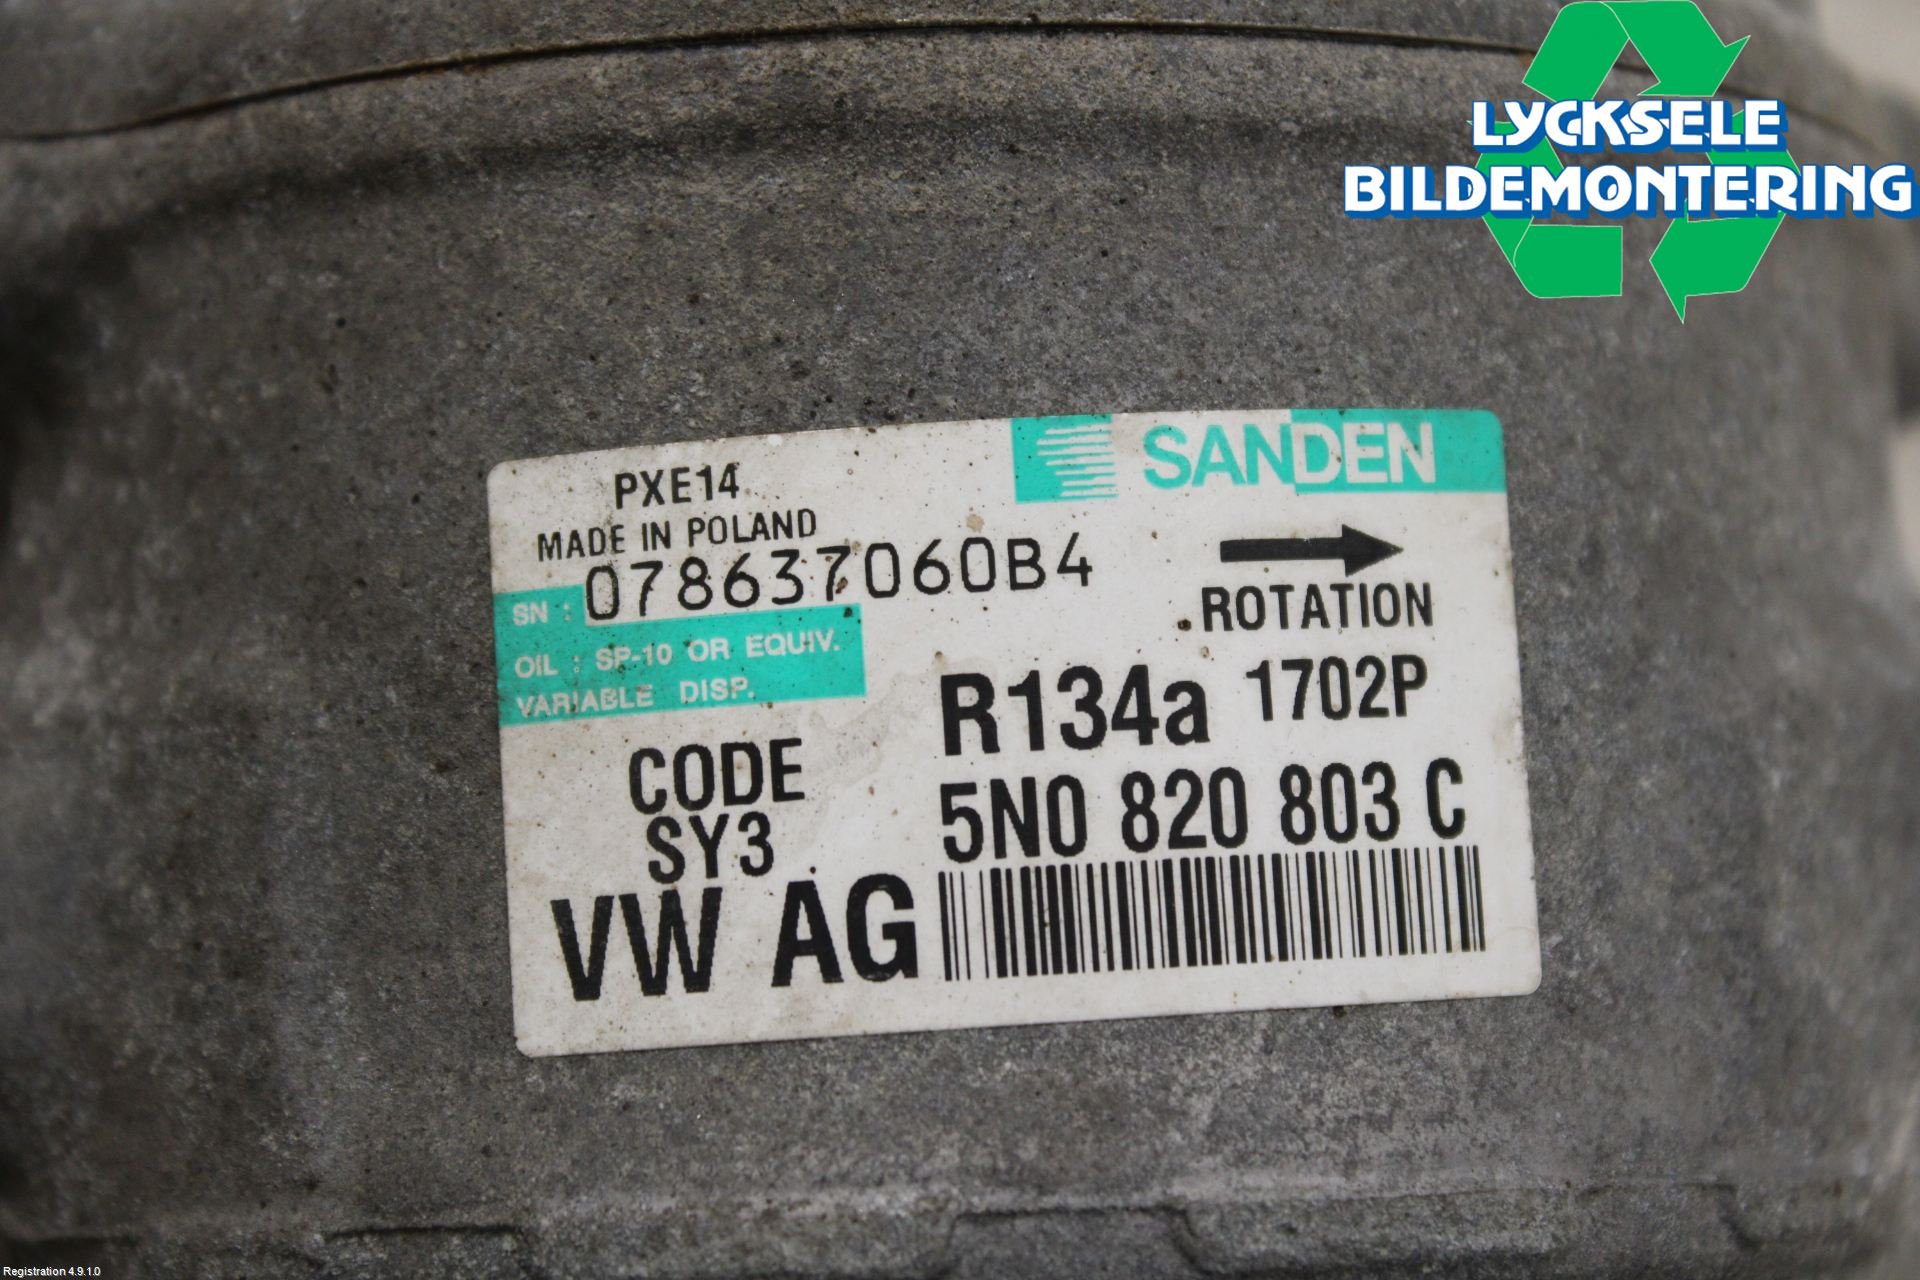 LYCKSELE
BILDEMONTERING
SANDEN
PXE14
MADE IN POLAND
SN : 078637060B4
ROTATION
OIL : SP-10 OR EQUIV.
VARIABLE DISP.
R134a 1702P
CODE
SY3
5N0 820 803 C
VW AG
Registration 4.9.1.0